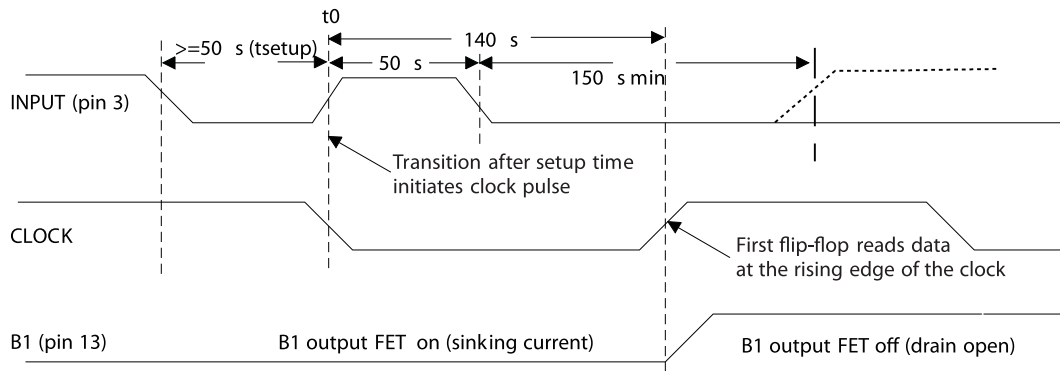 t0
>=50 s (tsetup)
140 s
50 s
150 s min
INPUT (pin 3)
Transition after setup time
initiates clock pulse
CLOCK
First flip-flop reads data
at the rising edge of the clock
B1 (pin 13)
B1 output FET on (sinking current)
B1 output FET off (drain open)